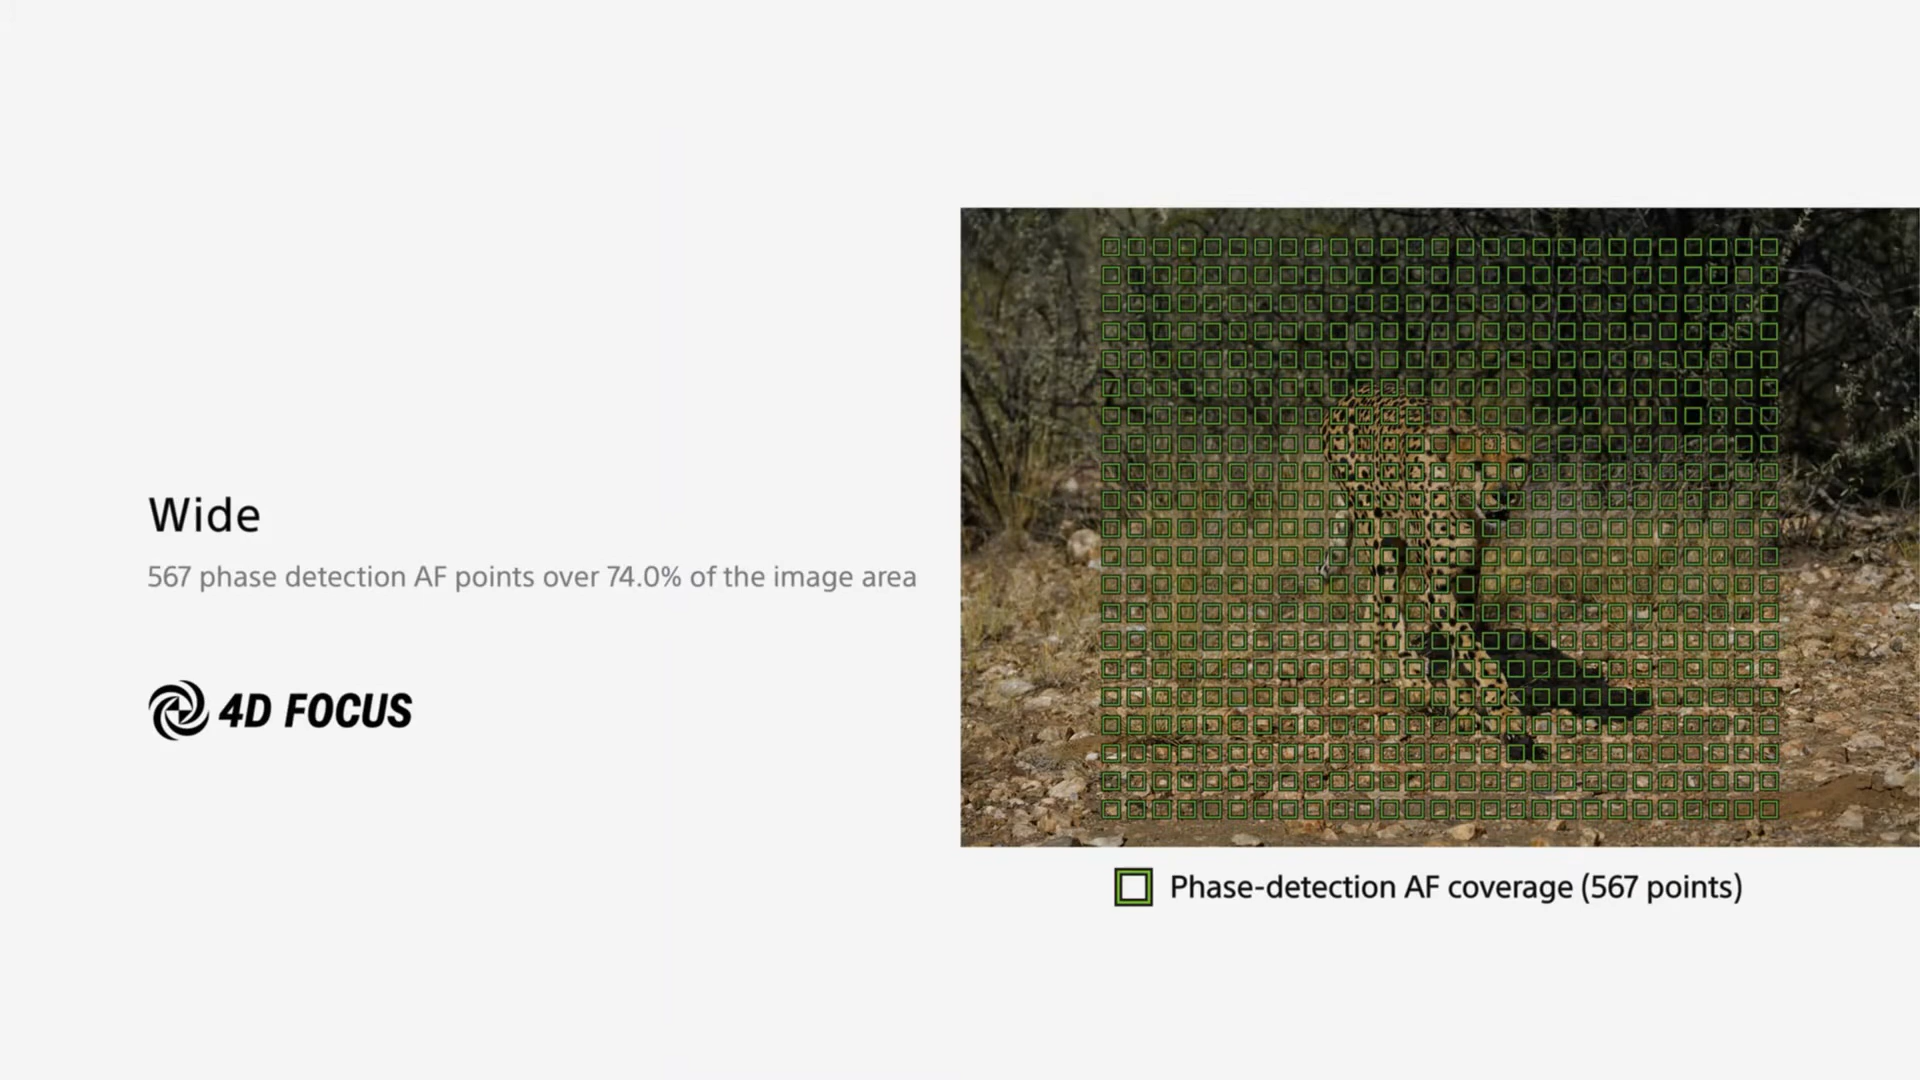 Wide
567 phase detection AF points over 74.0% of the image area
4D FOCUS
Phase-detection AF coverage (567 points)